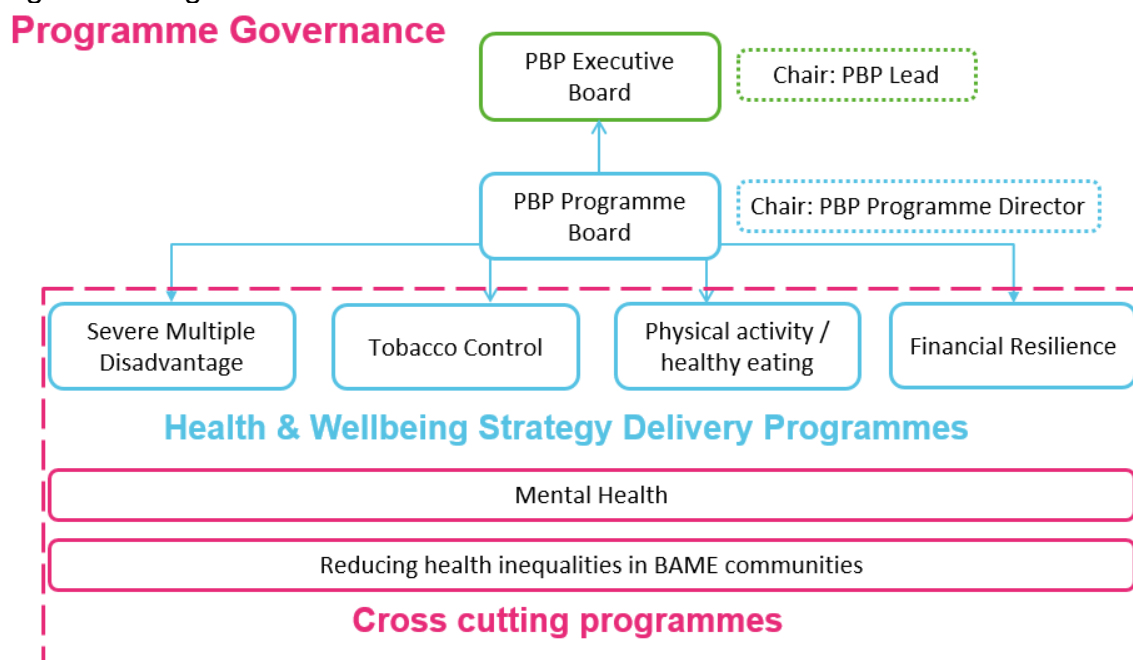 Programme Governance
PBP Executive
Board
Chair: PBP Lead
PBP Programme
Board
Chair: PBP Programme Director
Severe Multiple
Disadvantage
Tobacco Control
Physical activity /
healthy eating
Financial Resilience
Health & Wellbeing Strategy Delivery Programmes
Mental Health
Reducing health inequalities in BAME communities
Cross cutting programmes